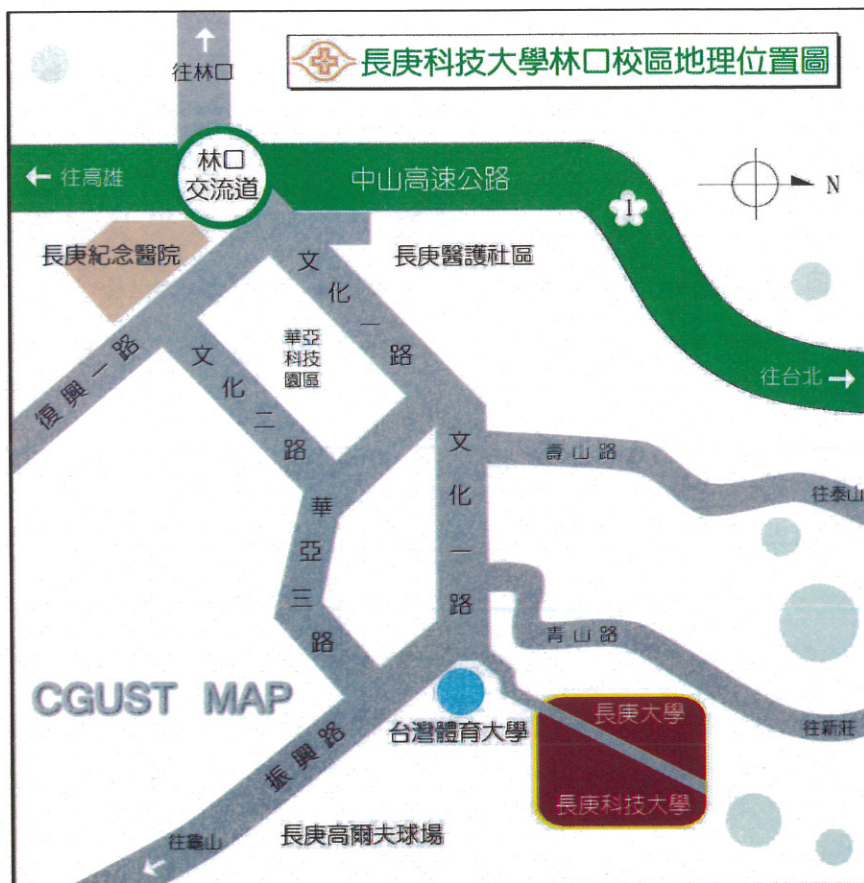 往林口
長庚科技大學林口校區地理位置圖
林口
交流道
往高雄
中山高速公路
1
N
長庚紀念醫院
長庚醫護社區
文化一路
華亞
科技
園區
復興一路
文化二路
往台北
文化一路
壽山路
往泰山
華亞三路
青山路
CGUST MAP
長庚大學
往新莊
台灣體育大學
振興路
長庚科技大學
往龜山
長庚高爾夫球場